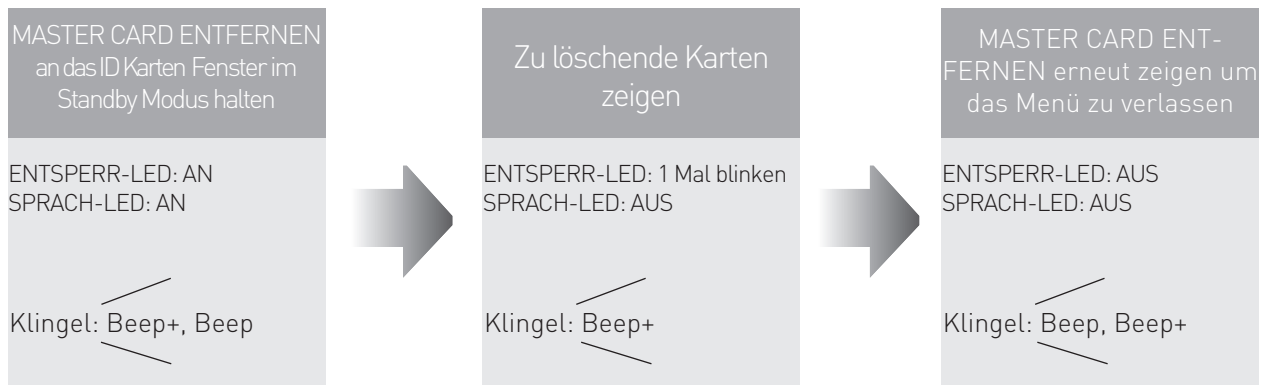 MASTER CARD ENTFERNEN
an das ID Karten Fenster im
Standby Modus halten
ENTSPERR-LED: AN
SPRACH-LED: AN
Klingel: Beep+, Beep
Zu löschende Karten
zeigen
ENTSPERR-LED: 1 Mal blinken
SPRACH-LED: AUS
Klingel: Beep+
MASTER CARD ENT-
FERNEN erneut zeigen um
das Menü zu verlassen
ENTSPERR-LED: AUS
SPRACH-LED: AUS
Klingel: Beep, Beep+